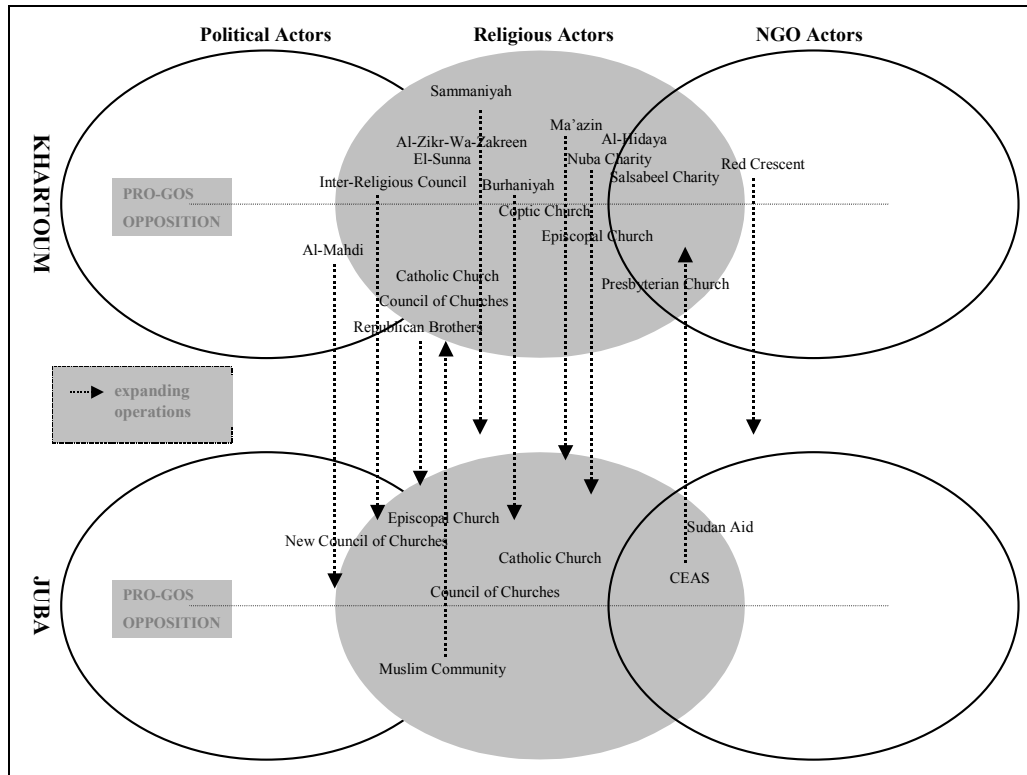 Political Actors
Religious Actors
NGO Actors
KHARTOUM
Sammaniyah
Ma'azin
Al-Zikr-Wa-Zakreen
Al-Hidaya
El-Sunna
Nuba Charity
Red Crescent
Salsabeel Charity
Inter-Religious Council
Burhaniyah
PRO-GOS
Coptic Church
OPPOSITION
Episcopal Church
Al-Mahdi
Catholic Church
Presbyterian Church
Council of Churches
Republican Brothers
expanding
operations
JUBA
Episcopal Church
Sudan Aid
New Council of Churches
Catholic Church
CEAS
PRO-GOS
Council of Churches
OPPOSITION
Muslim Community